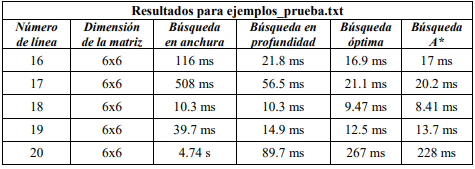 Resultados para ejemplos_prueba.txt
Número de línea Dimensión de la matriz Búsqueda en anchura Búsqueda en profundidad Búsqueda óptima Búsqueda A*
16 6x6 116 ms 21.8 ms 16.9 ms 17 ms
17 6x6 508 ms 56.5 ms 21.1 ms 20.2 ms
18 6x6 10.3 ms 10.3 ms 9.47 ms 8.41 ms
19 6x6 39.7 ms 14.9 ms 12.5 ms 13.7 ms
20 6x6 4.74 s 89.7 ms 267 ms 228 ms